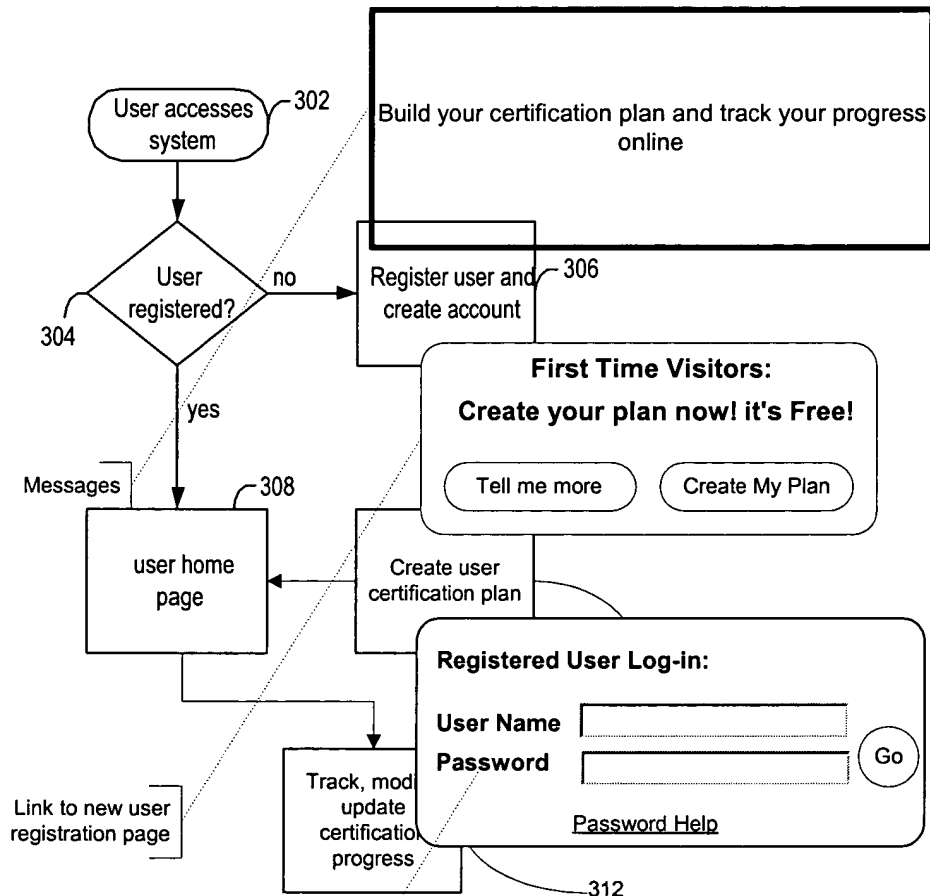 Build your certification plan and track your progress
online
User accesses
system
302
User
registered?
304
no
Register user and
create account
306
yes
First Time Visitors:
Create your plan now! it's Free!
Tell me more
Create My Plan
Messages
308
user home
page
Create user
certification plan
Registered User Log-in:
User Name
Password
Go
Password Help
Link to new user
registration page
Track,
update
certification
progress
312